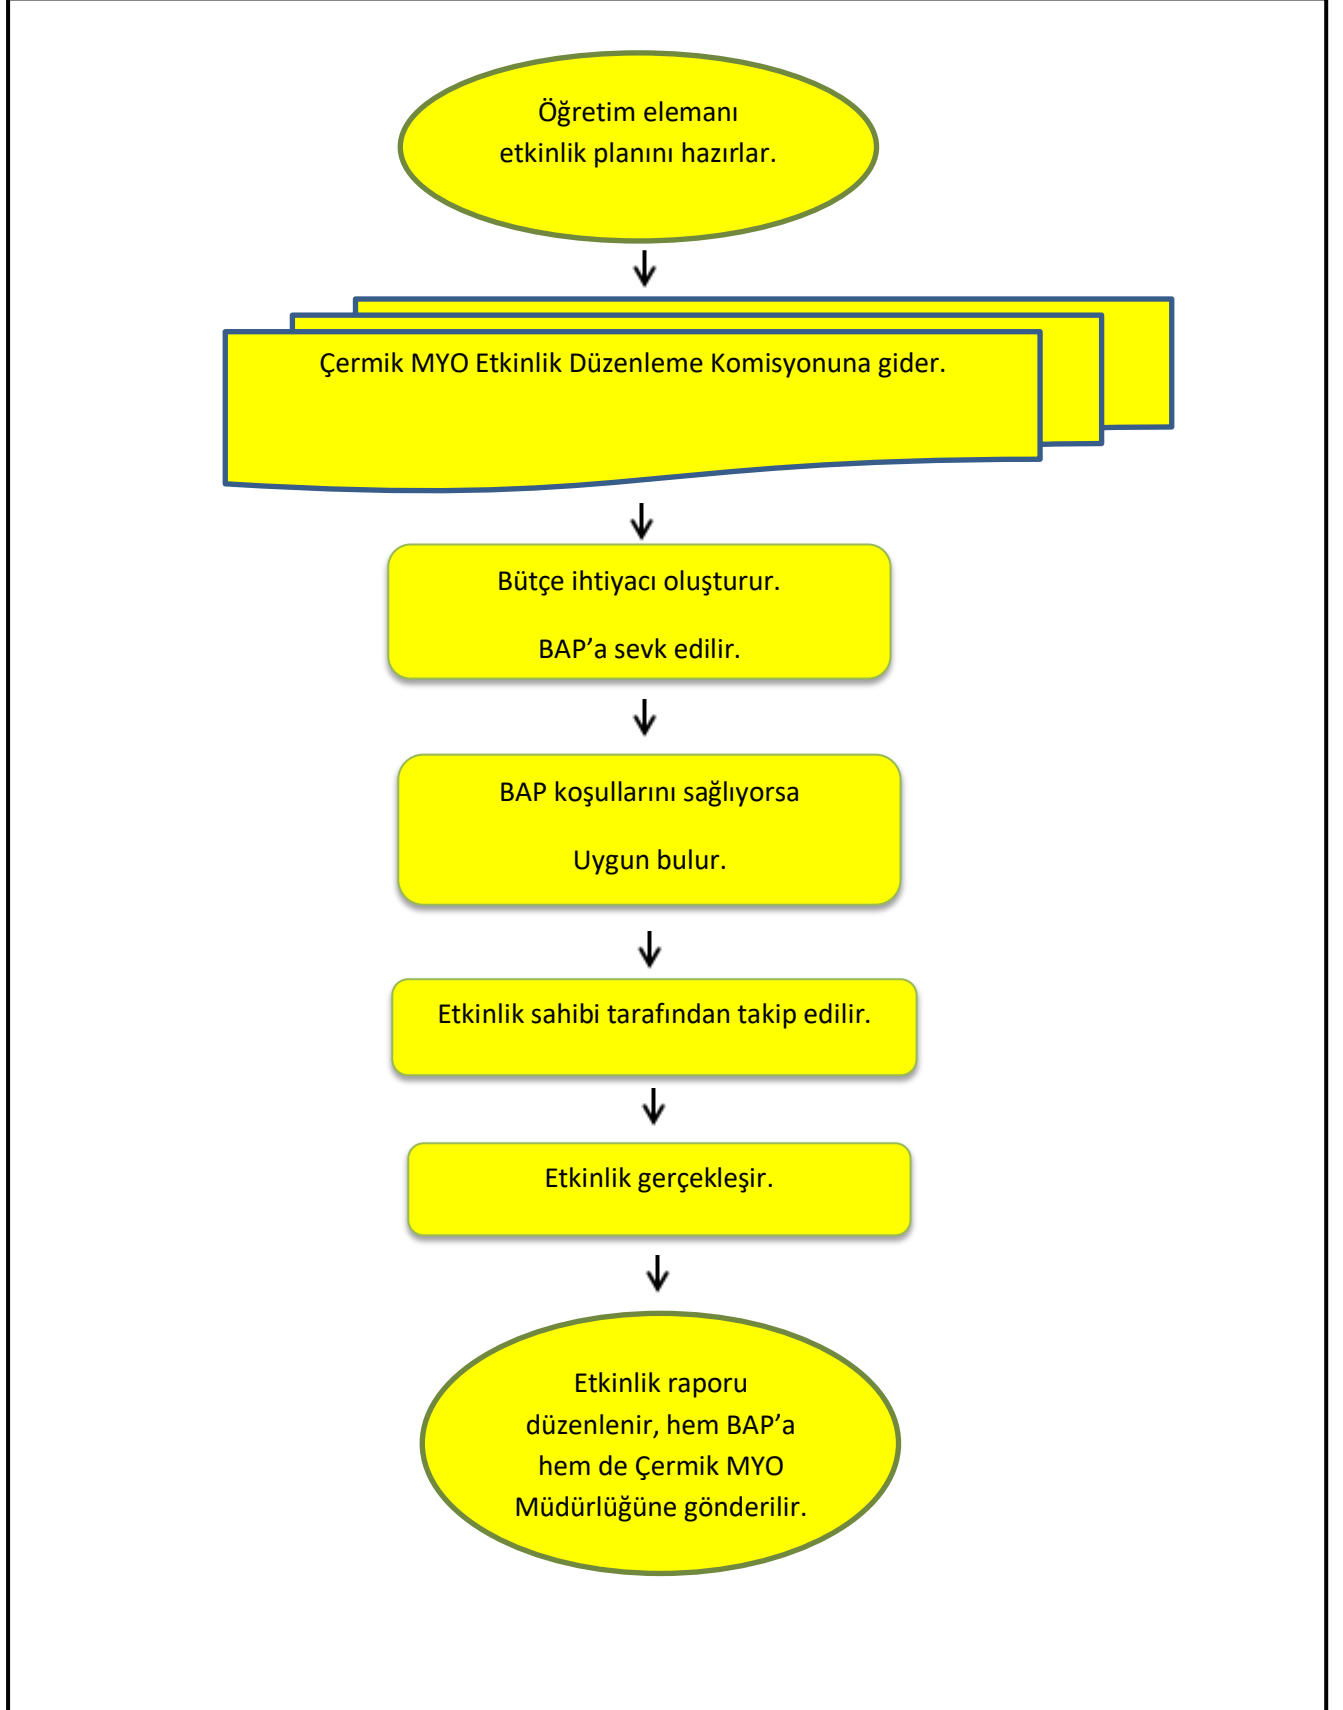 Öğretim elemanı
etkinlik planını hazırlar.
Çermik MYO Etkinlik Düzenleme Komisyonuna gider.
Bütçe ihtiyacı oluşturur.
BAP’a sevk edilir.
BAP koşullarını sağlıyorsa
Uygun bulur.
Etkinlik sahibi tarafından takip edilir.
Etkinlik gerçekleşir.
Etkinlik raporu
düzenlenir, hem BAP’a
hem de Çermik MYO
Müdürlüğüne gönderilir.